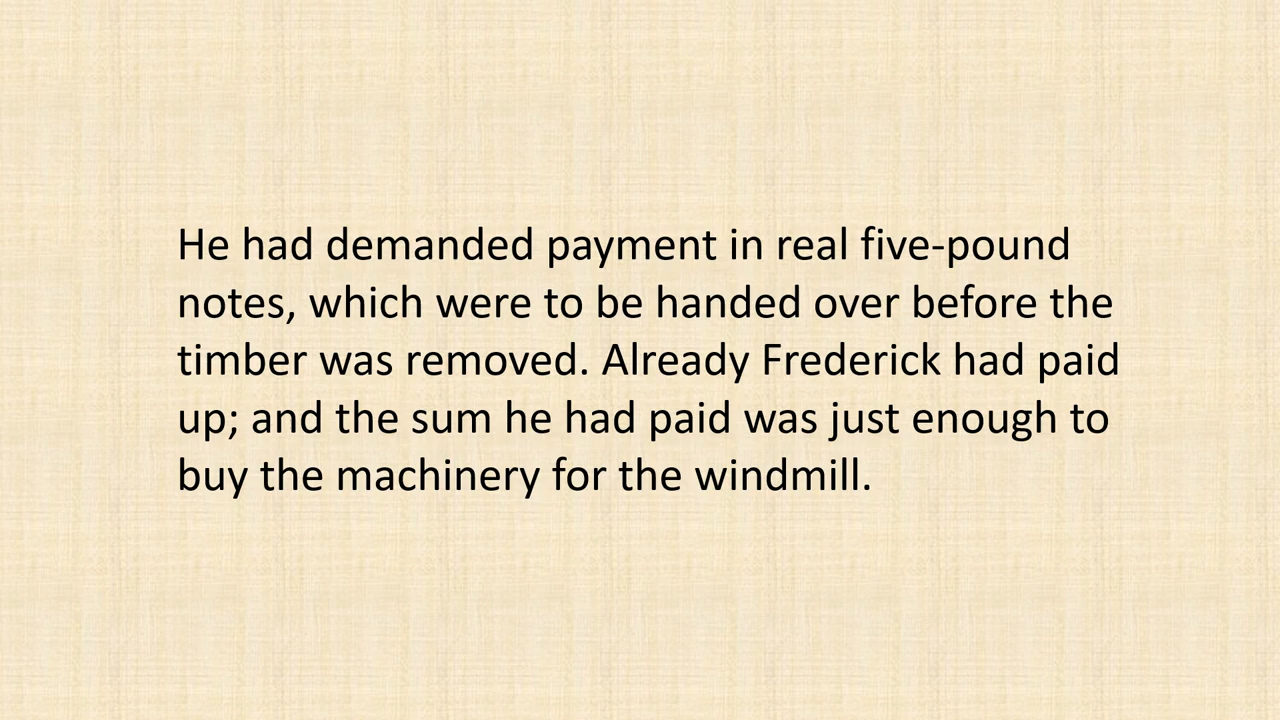 He had demanded payment in real five-pound
notes, which were to be handed over before the
timber was removed. Already Frederick had paid
up; and the sum he had paid was just enough to
buy the machinery for the windmill.